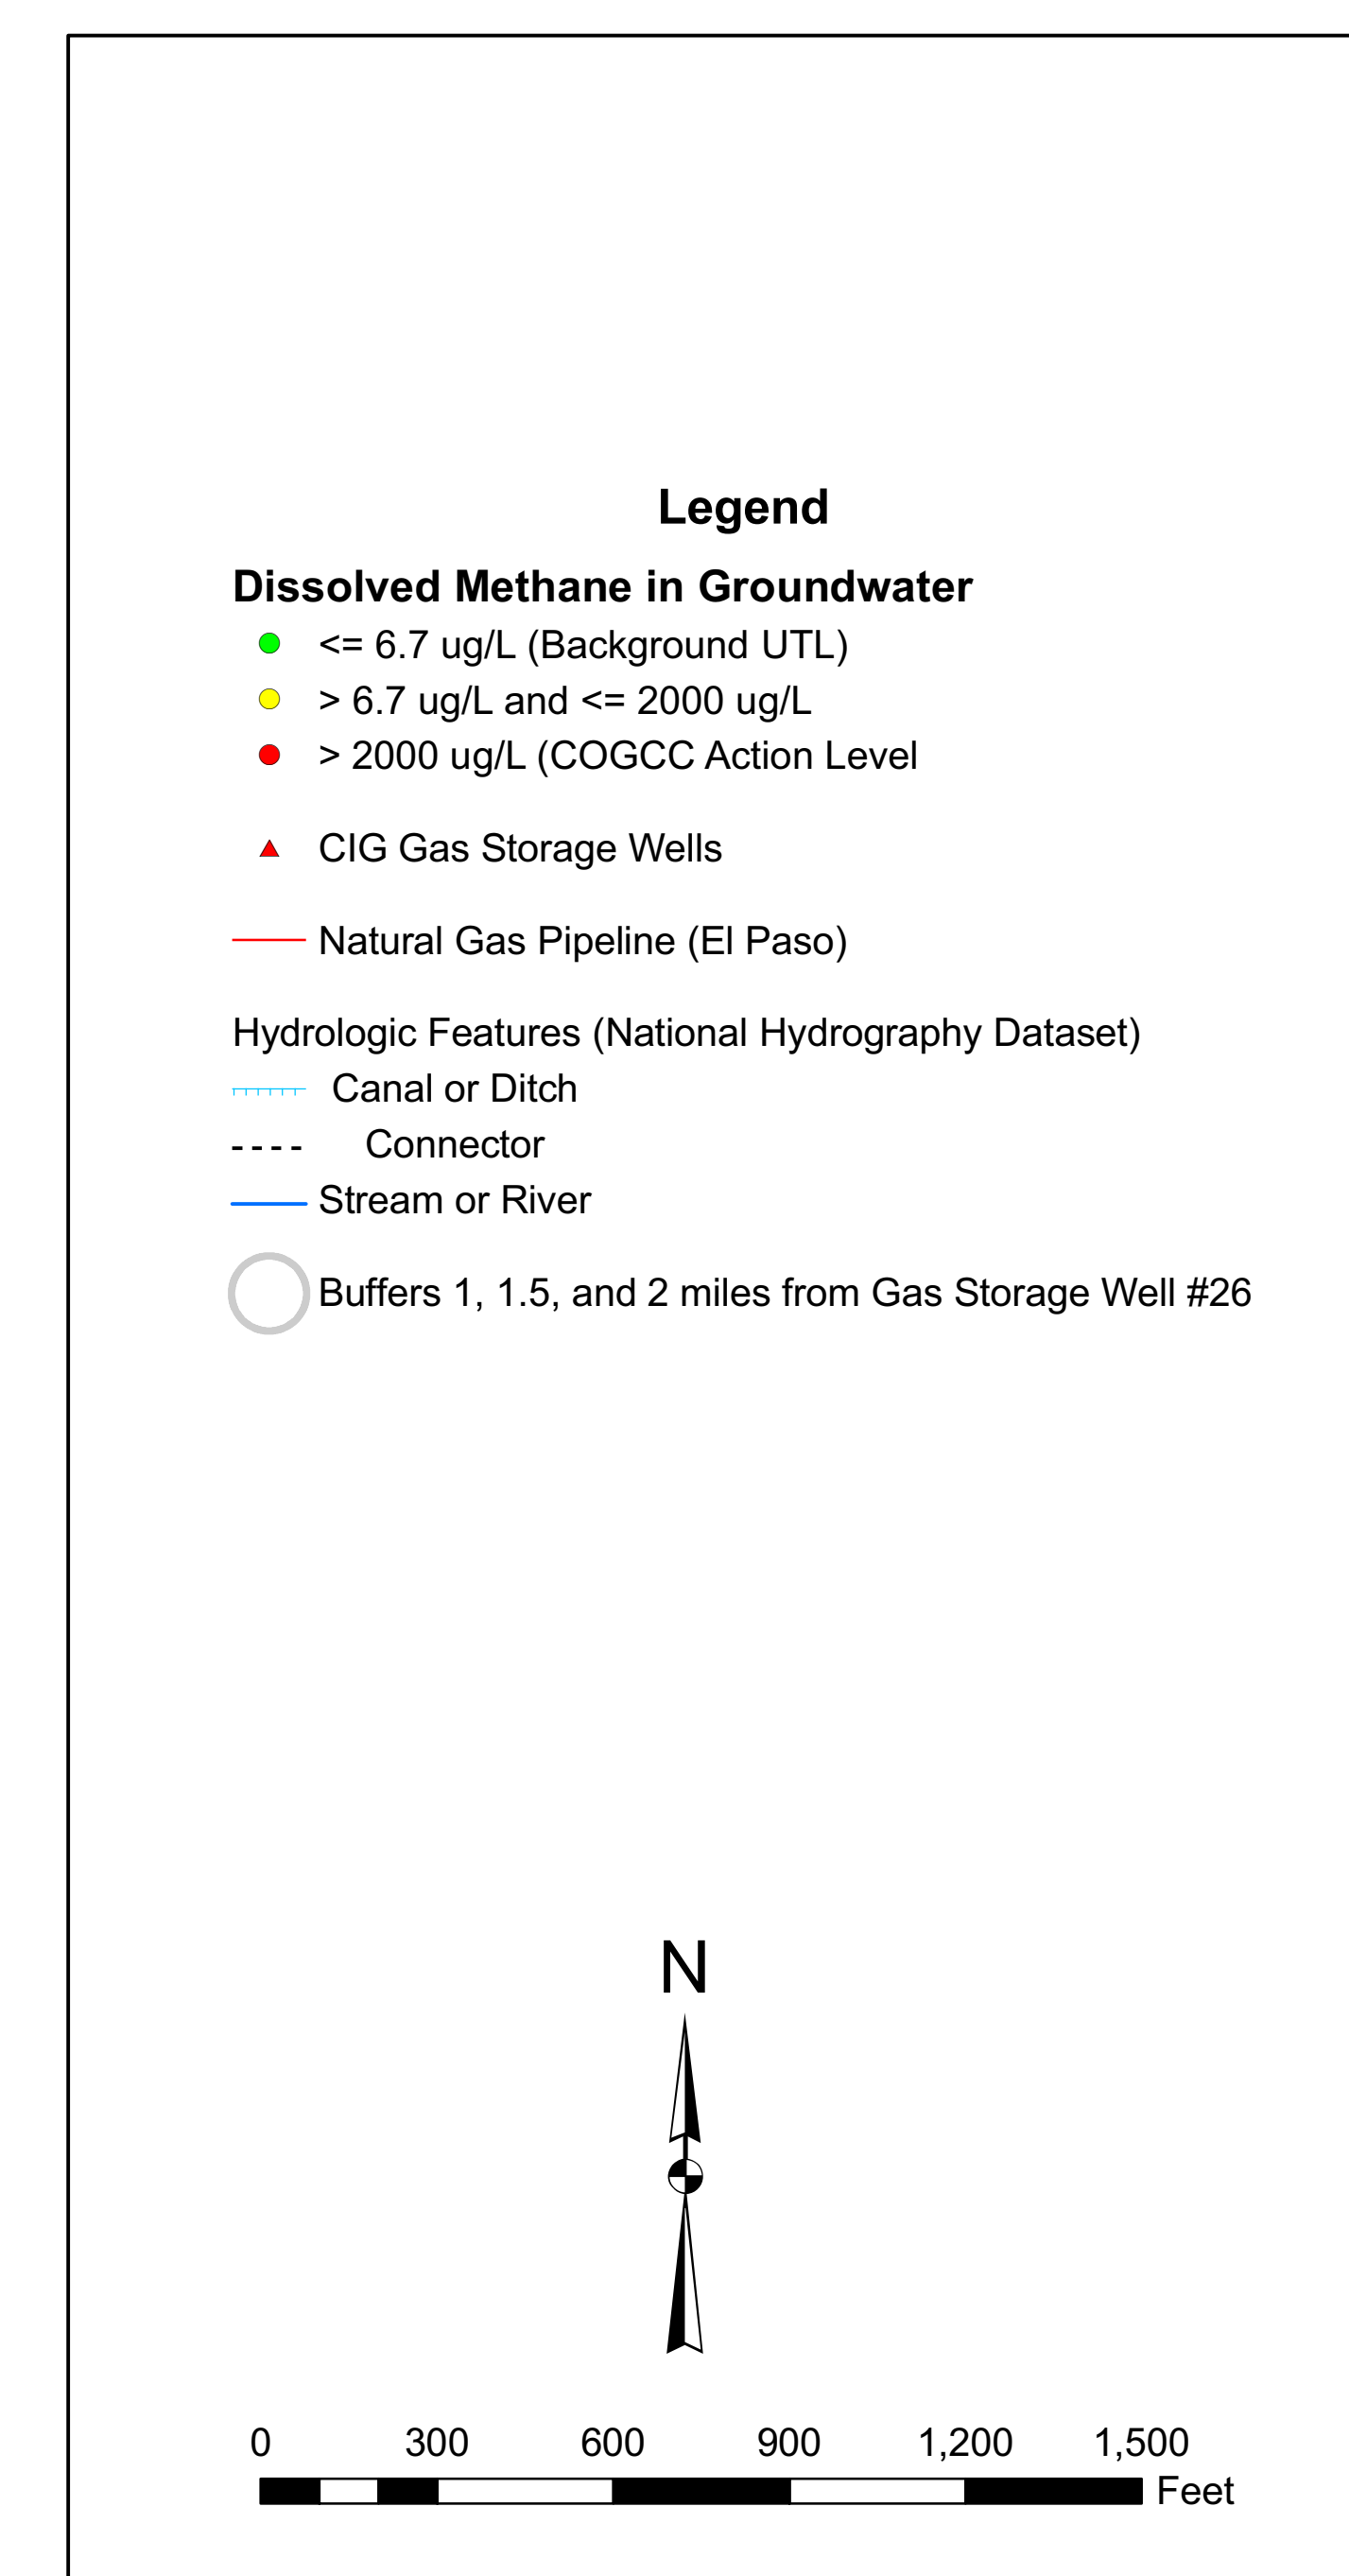 Legend
Dissolved Methane in Groundwater
<= 6.7 ug/L (Background UTL)
> 6.7 ug/L and <= 2000 ug/L
> 2000 ug/L (COGCC Action Level
CIG Gas Storage Wells
Natural Gas Pipeline (El Paso)
Hydrologic Features (National Hydrography Dataset)
Canal or Ditch
Connector
Stream or River
Buffers 1, 1.5, and 2 miles from Gas Storage Well #26
N
0 300 600 900 1,200 1,500
Feet